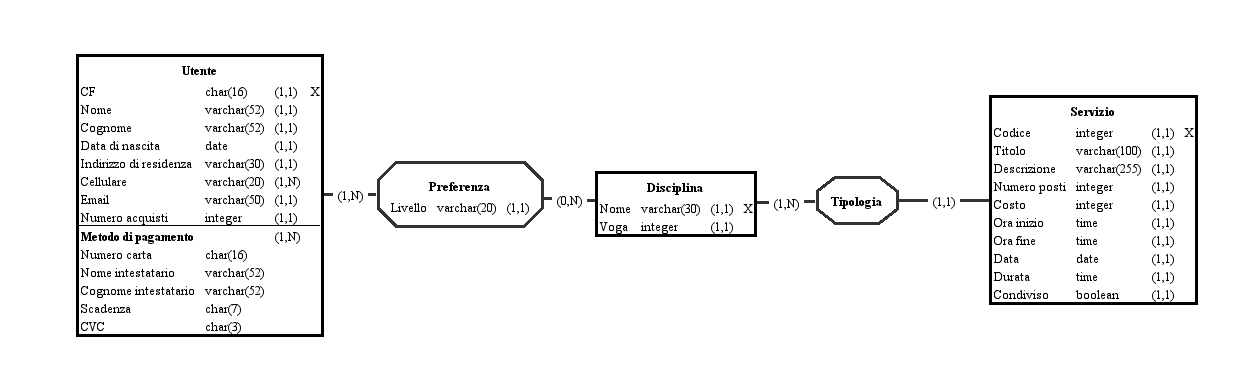 Utente
CF char(16) (1,1) X
Nome varchar(52) (1,1)
Cognome varchar(52) (1,1)
Data di nascita date (1,1)
Indirizzo di residenza varchar(30) (1,1)
Cellulare varchar(20) (1,N)
Email varchar(50) (1,1)
Numero acquisti integer (1,1)
Metodo di pagamento (1,N)
Numero carta char(16)
Nome intestatario varchar(52)
Cognome intestatario varchar(52)
Scadenza char(7)
CVC char(3)
(1,N)
Preferenza
Livello varchar(20) (1,1)
(0,N)
Disciplina
Nome varchar(30) (1,1) X
Voga integer (1,1)
(1,N)
Tipologia
(1,1)
Servizio
Codice integer (1,1) X
Titolo varchar(100) (1,1)
Descrizione varchar(255) (1,1)
Numero posti integer (1,1)
Costo integer (1,1)
Ora inizio time (1,1)
Ora fine time (1,1)
Data date (1,1)
Durata time (1,1)
Condiviso boolean (1,1)